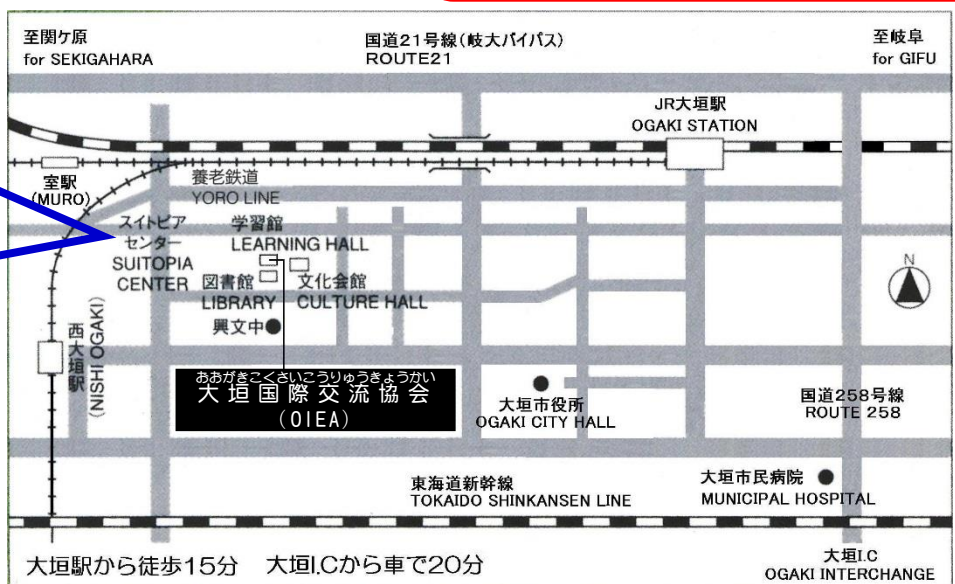 至関ケ原
for SEKIGAHARA
国道21号線(岐大バイパス)
ROUTE21
至岐阜
for GIFU
JR大垣駅
OGAKI STATION
室駅
(MURO)
養老鉄道
YORO LINE
スイトピア
センター
SUITOPIA
CENTER
学習館
LEARNING HALL
図書館
LIBRARY
文化会館
CULTURE HALL
興文中
N
西大垣駅
(NISHI OGAKI)
おおがきこくさいこうりゅうきょうかい
大垣国際交流協会
(OIEA)
大垣市役所
OGAKI CITY HALL
国道258号線
ROUTE 258
東海道新幹線
TOKAIDO SHINKANSEN LINE
大垣市民病院
MUNICIPAL HOSPITAL
大垣駅から徒歩15分 大垣I.Cから車で20分
大垣I.C
OGAKI INTERCHANGE